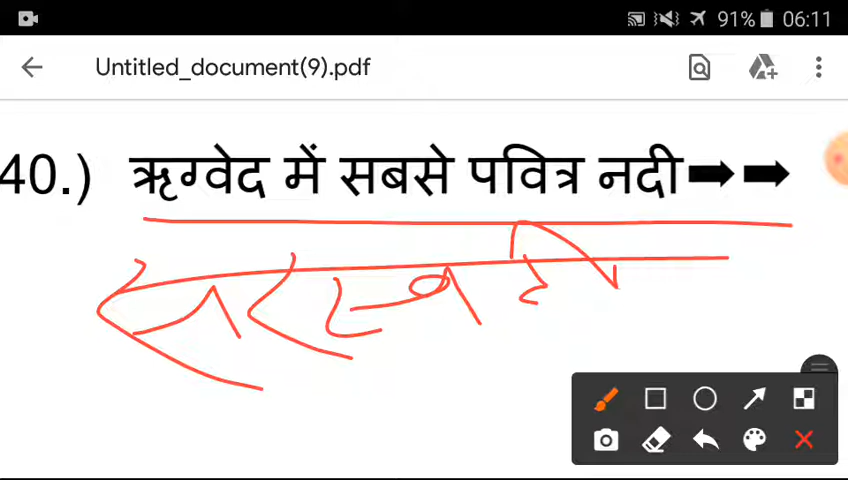 91% 06:11
Untitled_document(9).pdf
40.) ऋग्वेद में सबसे पवित्र नदी➡➡
सरस्वती